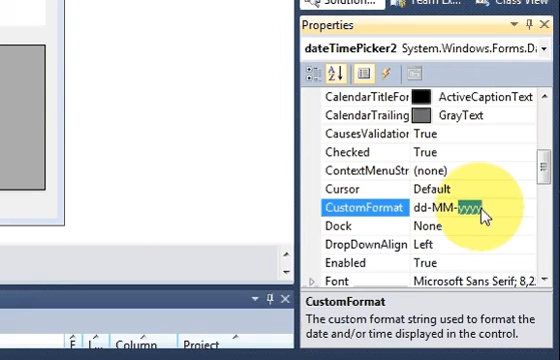 Solution...
Team Ex...
Class View
Properties
dateTimePicker2 System.Windows.Forms.Da
CalendarTitleFor ActiveCaptionText
CalendarTrailing GrayText
CausesValidation True
Checked True
ContextMenuStr (none)
Cursor Default
CustomFormat dd-MM-yyyy
Dock None
DropDownAlign Left
Enabled True
Font Microsoft Sans Serif; 8,2
CustomFormat
The custom format string used to format the
date and/or time displayed in the control.
F L... Column Project